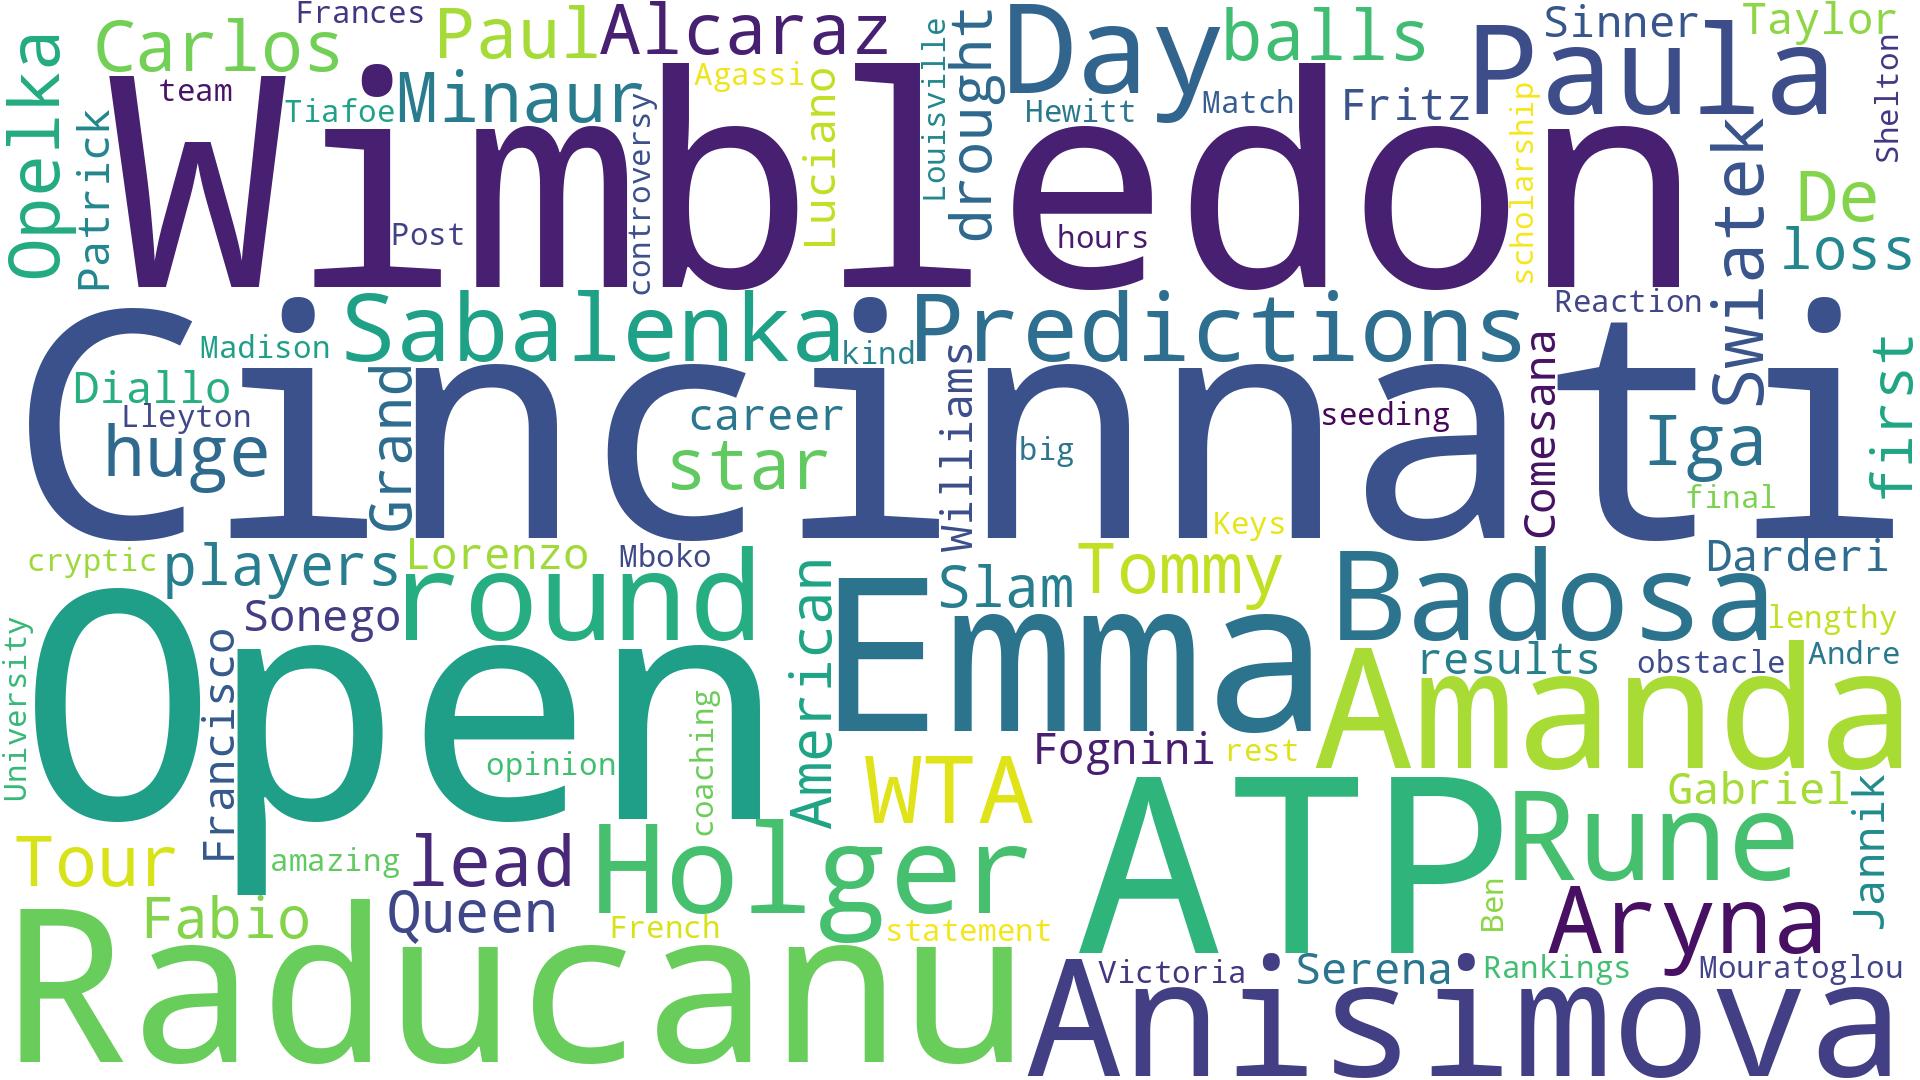 Frances
Carlos
Paul
Alcaraz
Day
balls
Sinner
Taylor
Opelka
team
Tiafoe
Minaur
Agassi
Luciano
Louisville
drought
Hewitt
Match
Fritz
Paula
Shelton
Patrick
Wimbledon
Post
controversy
hours
scholarship
Swiatek
De
loss
Madison
Sabalenka
kind
Predictions
Reaction
Diallo
Lleyton
huge
Cincinnati
Grand
career
star
Williams
big
seeding
Comesana
Iga
final
first
Keys
cryptic
players
Lorenzo
Mboko
Slam
Tommy
Badosa
Darderi
Sonego
round
American
Emma
lengthy
results
obstacle
Andre
University
Francisco
Open
opinion
coaching
Fognini
rest
Amanda
WTA
ATP
Gabriel
Jannik
Tour
amazing
lead
Holger
Rune
Fabio
Queen
French
statement
Ben
Aryna
Raducanu
Victoria
Serena
Rankings
Mouratoglou
Anisimova